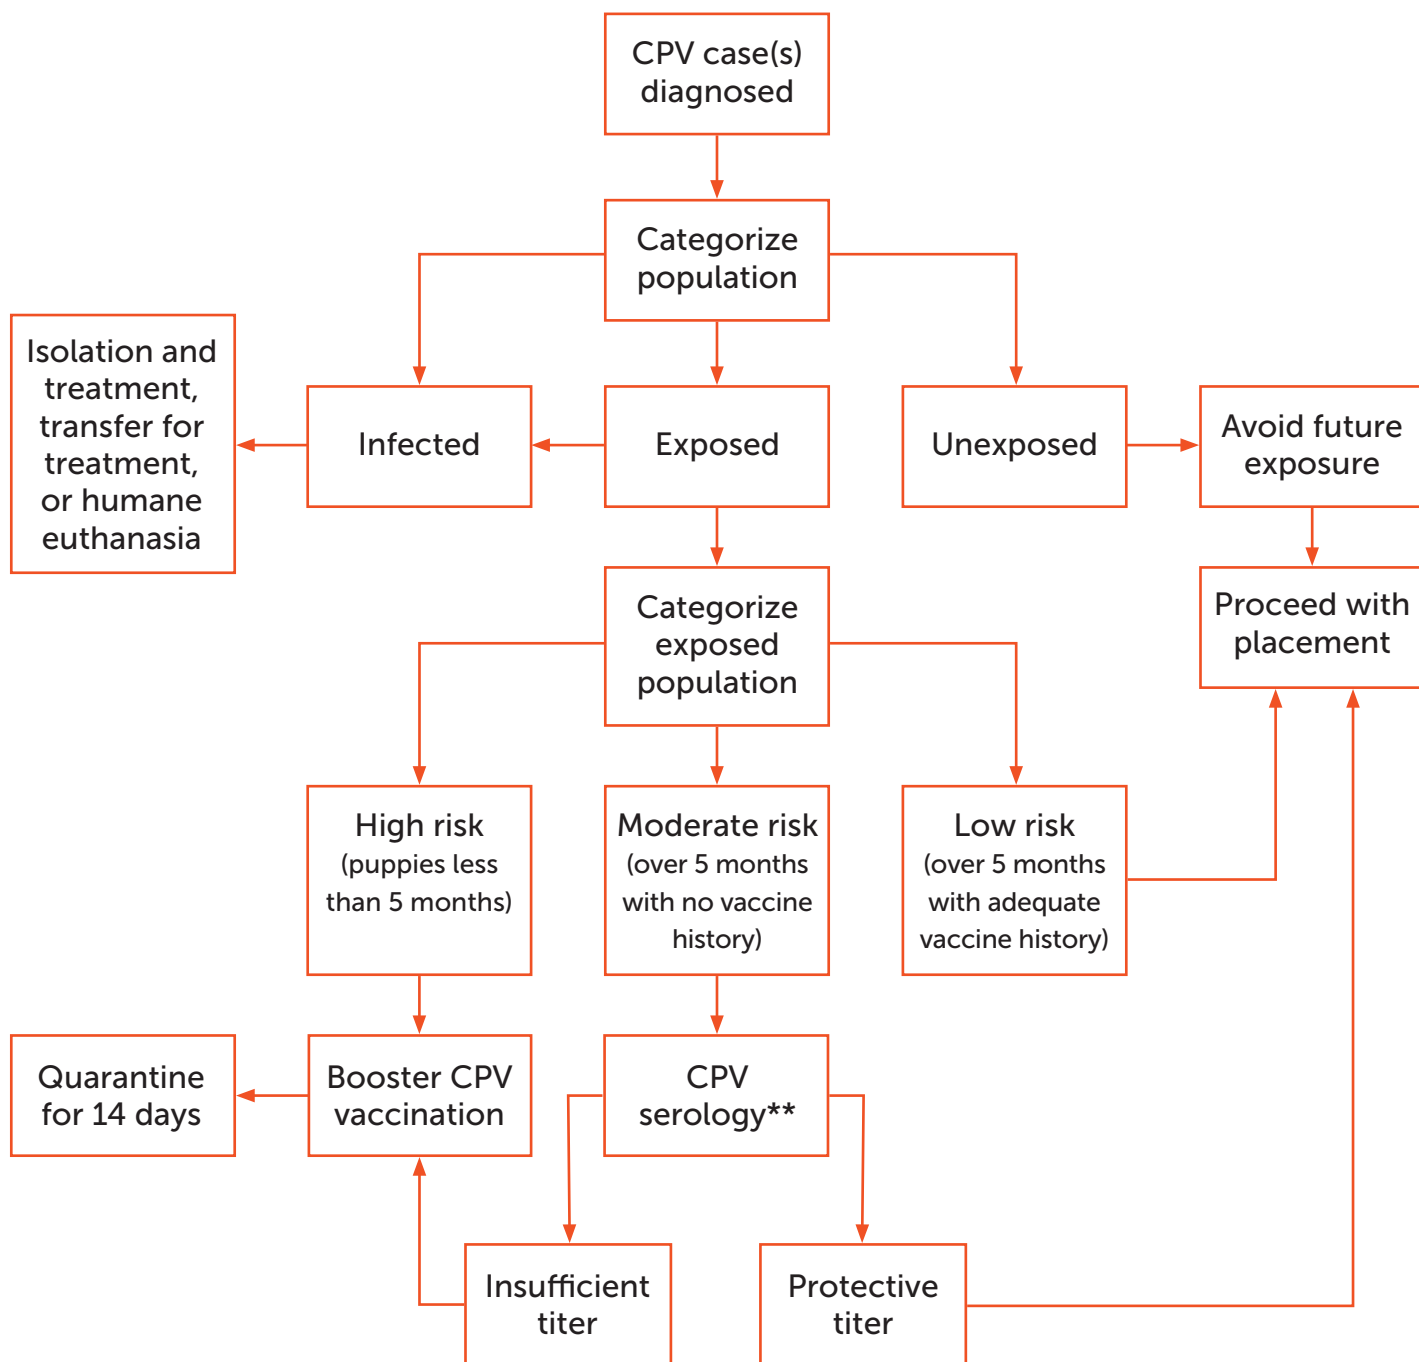 CPV case(s)
diagnosed
Categorize
population
Isolation and
treatment,
transfer for
treatment,
or humane
euthanasia
Infected
Exposed
Unexposed
Avoid future
exposure
Categorize
exposed
population
Proceed with
placement
High risk
(puppies less
than 5 months)
Moderate risk
(over 5 months
with no vaccine
history)
Low risk
(over 5 months
with adequate
vaccine history)
Quarantine
for 14 days
Booster CPV
vaccination
CPV
serology**
Insufficient
titer
Protective
titer